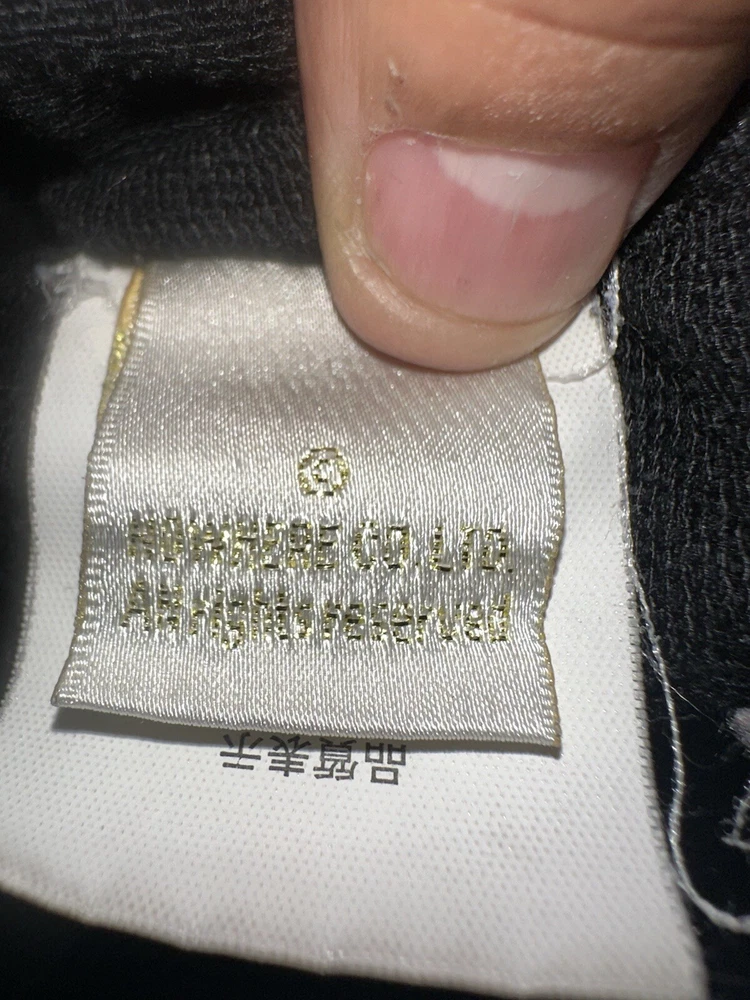 ©
NOWHERE CO. LTD.
All rights reserved
品質表示